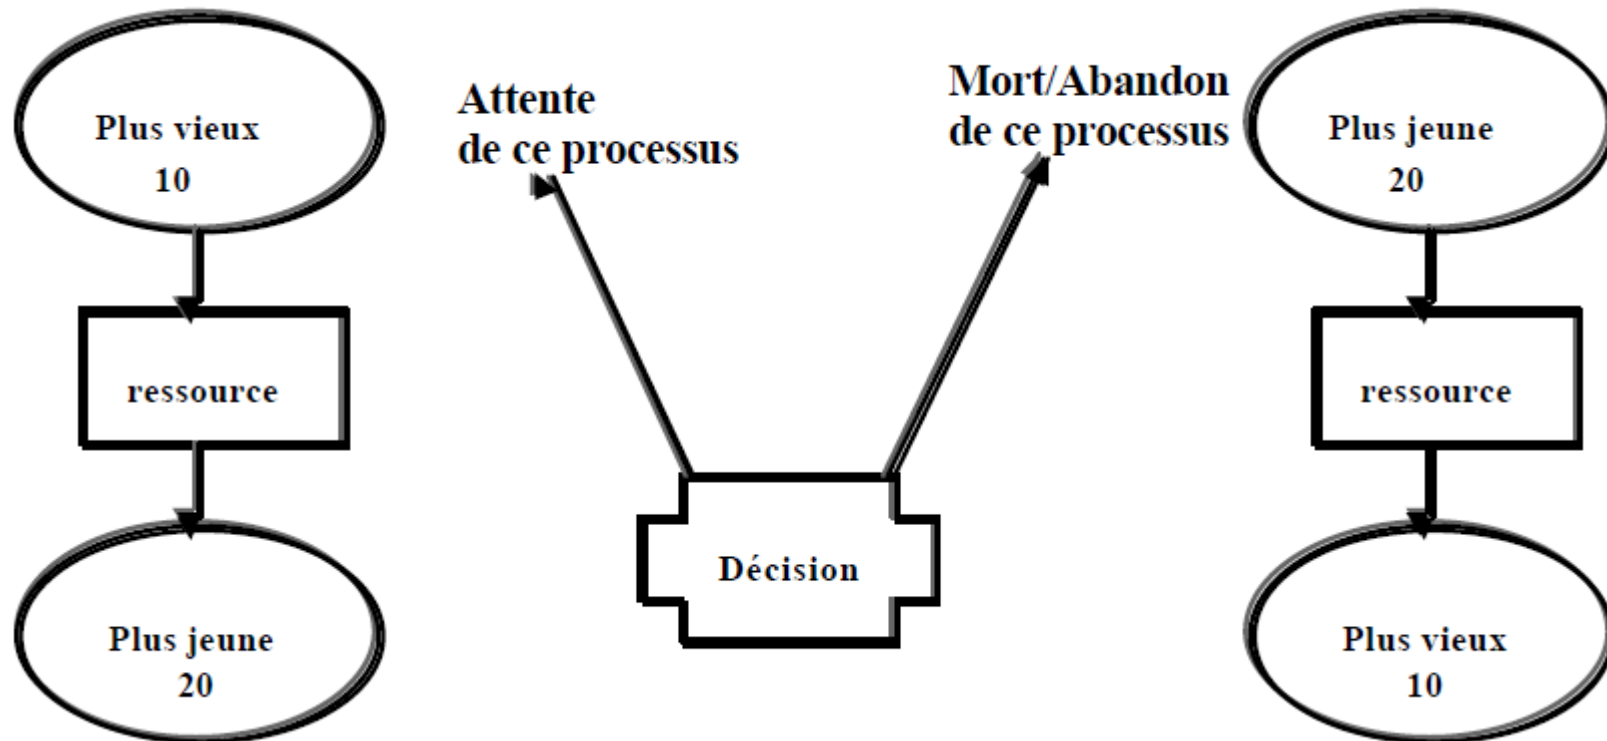 Plus vieux
10
ressource
Plus jeune
20
Attente
de ce processus
Mort/Abandon
de ce processus
Décision
Plus jeune
20
ressource
Plus vieux
10